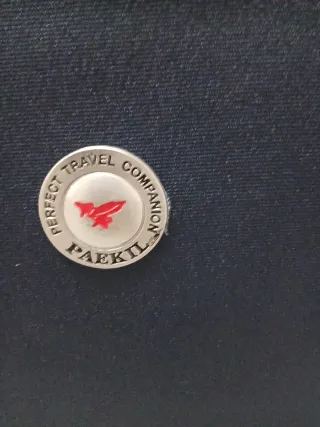 PERFECT TRAVEL COMPANION
PAEKIL